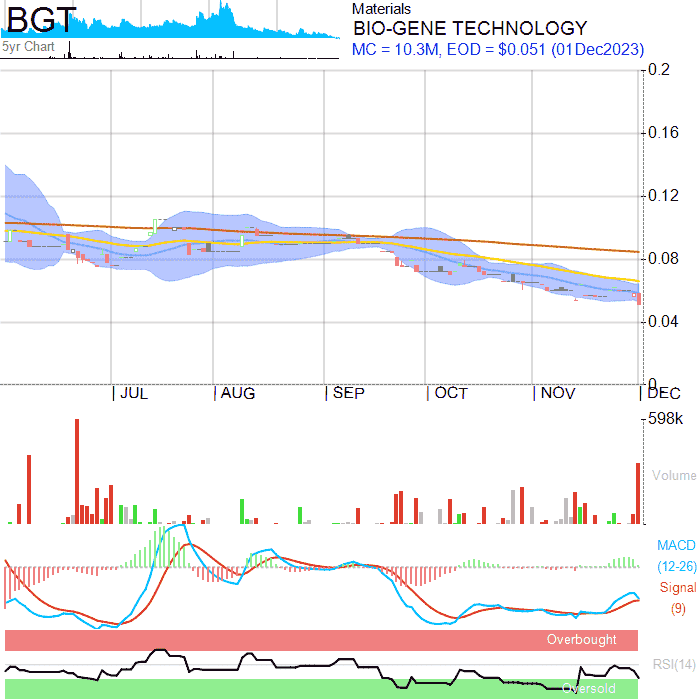 BGT
Materials
BIO-GENE TECHNOLOGY
5yr Chart
MC = 10.3M, EOD = $0.051 (01Dec2023)
0.2
0.16
0.12
0.08
0.04
0
JUL
AUG
SEP
OCT
NOV
DEC
598k
Volume
MACD
(12-26)
Signal
(9)
Overbought
RSI(14)
Oversold